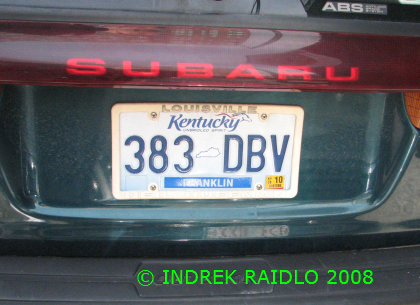 ABS
SUBARU
LOUISVILLE
Kentucky
UNBRIDLED SPIRIT
383 DBV
FRANKLIN
10
© INDREK RAIDLO 2008